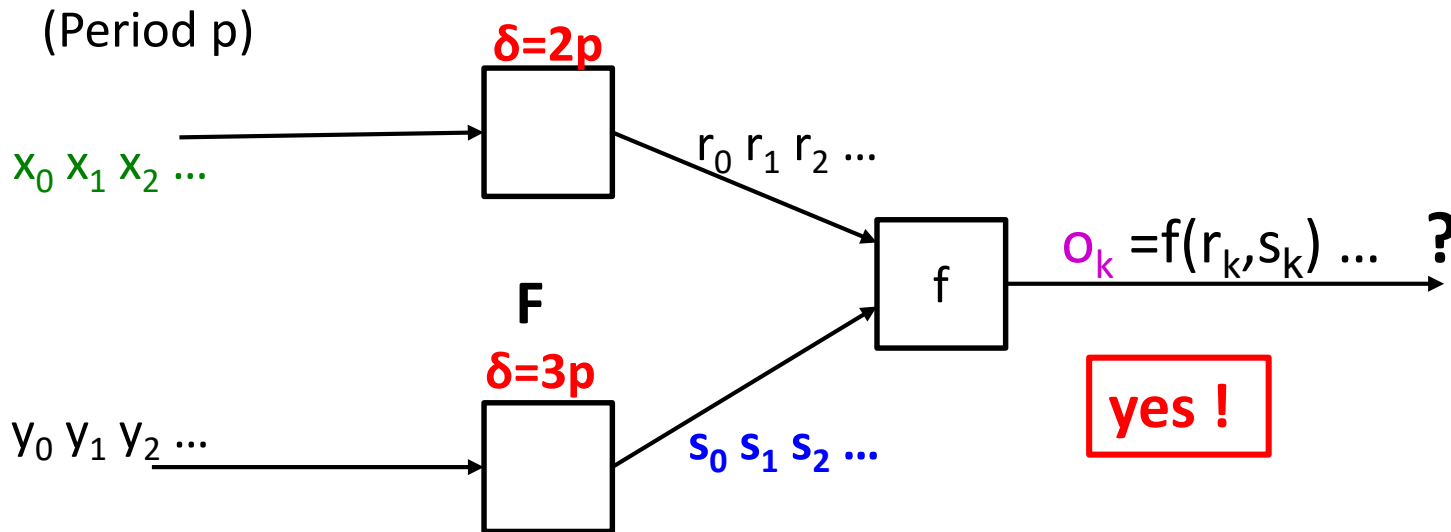 (Period p)
δ=2p
x₀ x₁ x₂ ...
r₀ r₁ r₂ ...
oₖ =f(rₖ,sₖ) ... ?
f
F
δ=3p
yes !
y₀ y₁ y₂ ...
s₀ s₁ s₂ ...